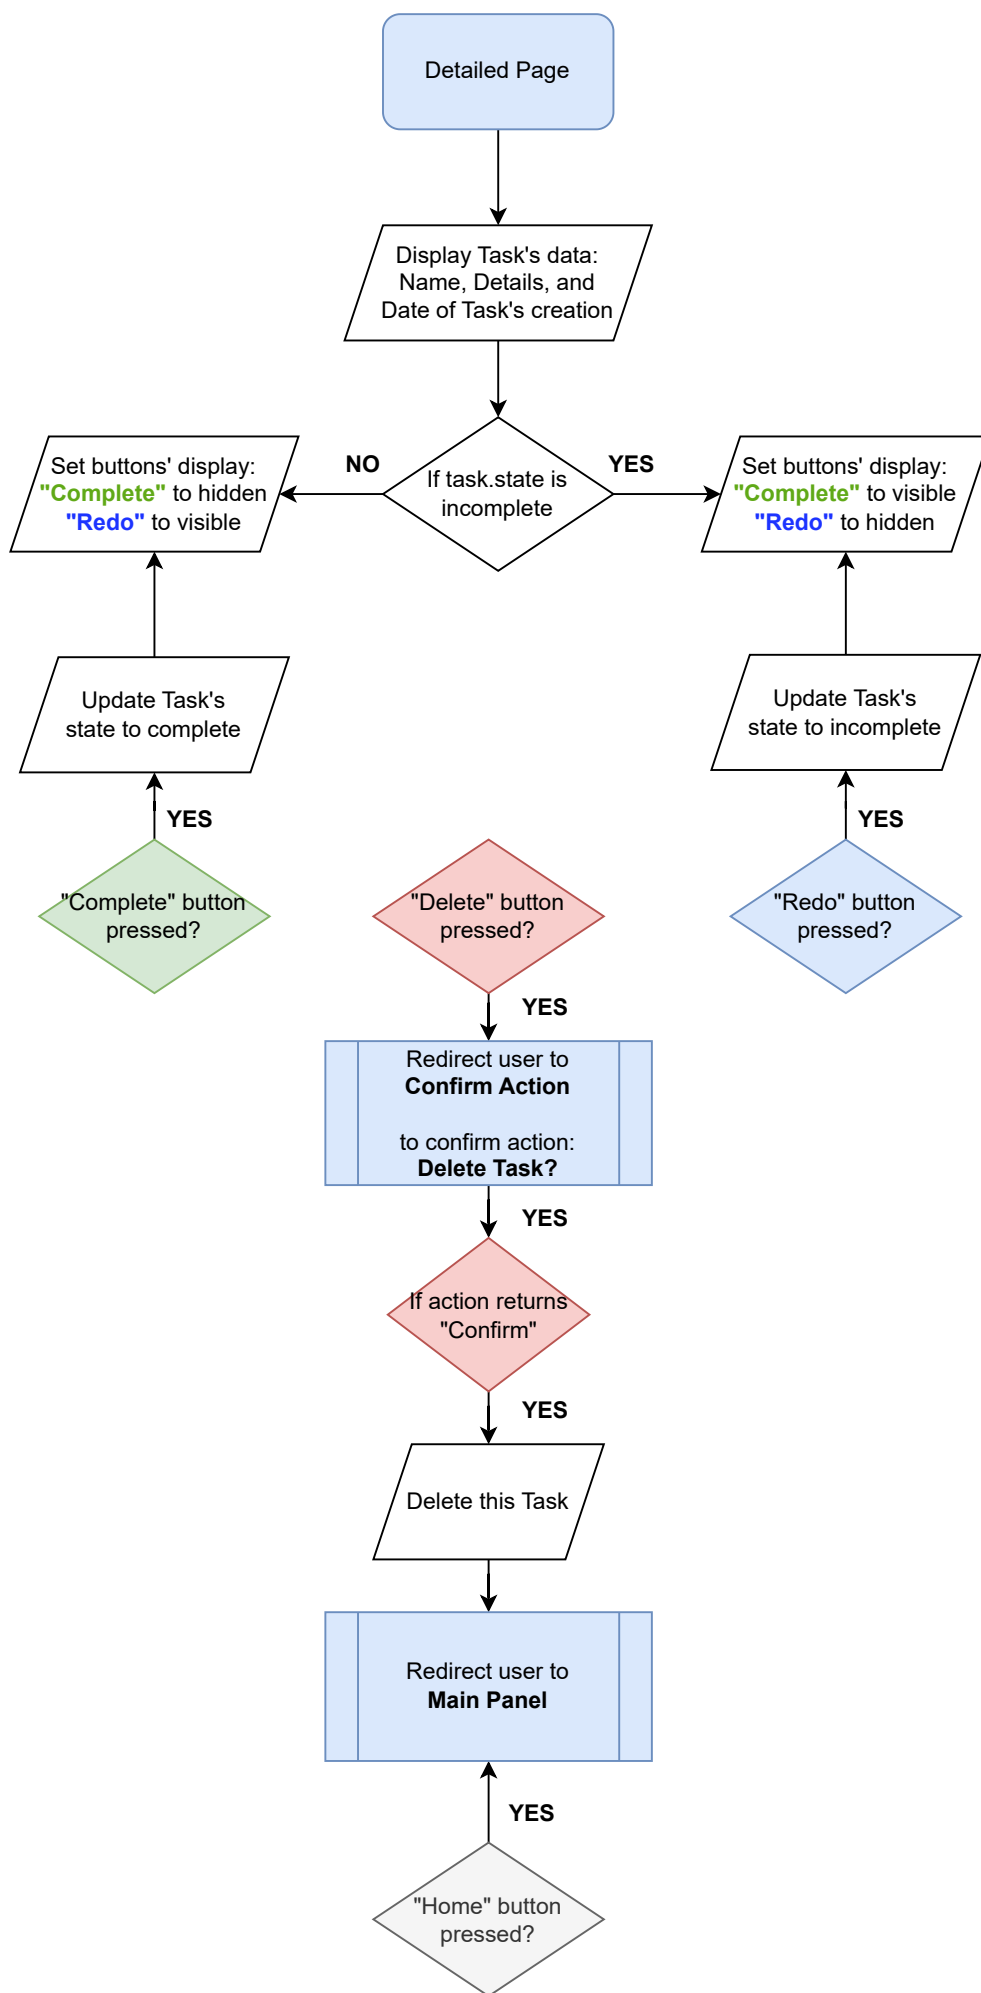 Detailed Page
Display Task's data:
Name, Details, and
Date of Task's creation
If task.state is
incomplete
NO
YES
Set buttons' display:
"Complete" to hidden
"Redo" to visible
Set buttons' display:
"Complete" to visible
"Redo" to hidden
Update Task's
state to complete
Update Task's
state to incomplete
YES
YES
"Complete" button
pressed?
"Delete" button
pressed?
"Redo" button
pressed?
YES
Redirect user to
Confirm Action
to confirm action:
Delete Task?
YES
If action returns
"Confirm"
YES
Delete this Task
Redirect user to
Main Panel
YES
"Home" button
pressed?